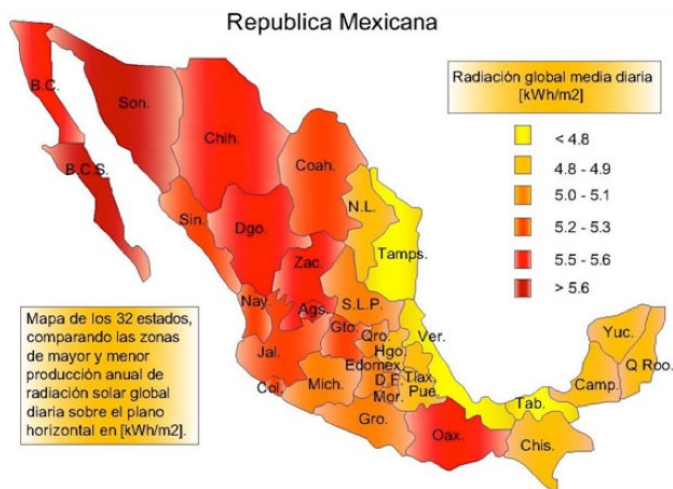 Republica Mexicana
B.C.
Son.
Chih.
Coah.
B.C.S.
N.L.
Sin.
Dgo.
Tamps.
Zac.
Nay.
Ags.
S.L.P.
Gto.
Qro.
Ver.
Jal.
Hgo.
Edomex.
Col.
Mich.
D.F.
Tlax.
Mor.
Pue.
Gro.
Oax.
Tab.
Chis.
Camp.
Yuc.
Q Roo.
Radiación global media diaria
[kWh/m2]
< 4.8
4.8 - 4.9
5.0 - 5.1
5.2 - 5.3
5.5 - 5.6
> 5.6
Mapa de los 32 estados,
comparando las zonas
de mayor y menor
producción anual de
radiación solar global
diaria sobre el plano
horizontal en [kWh/m2].